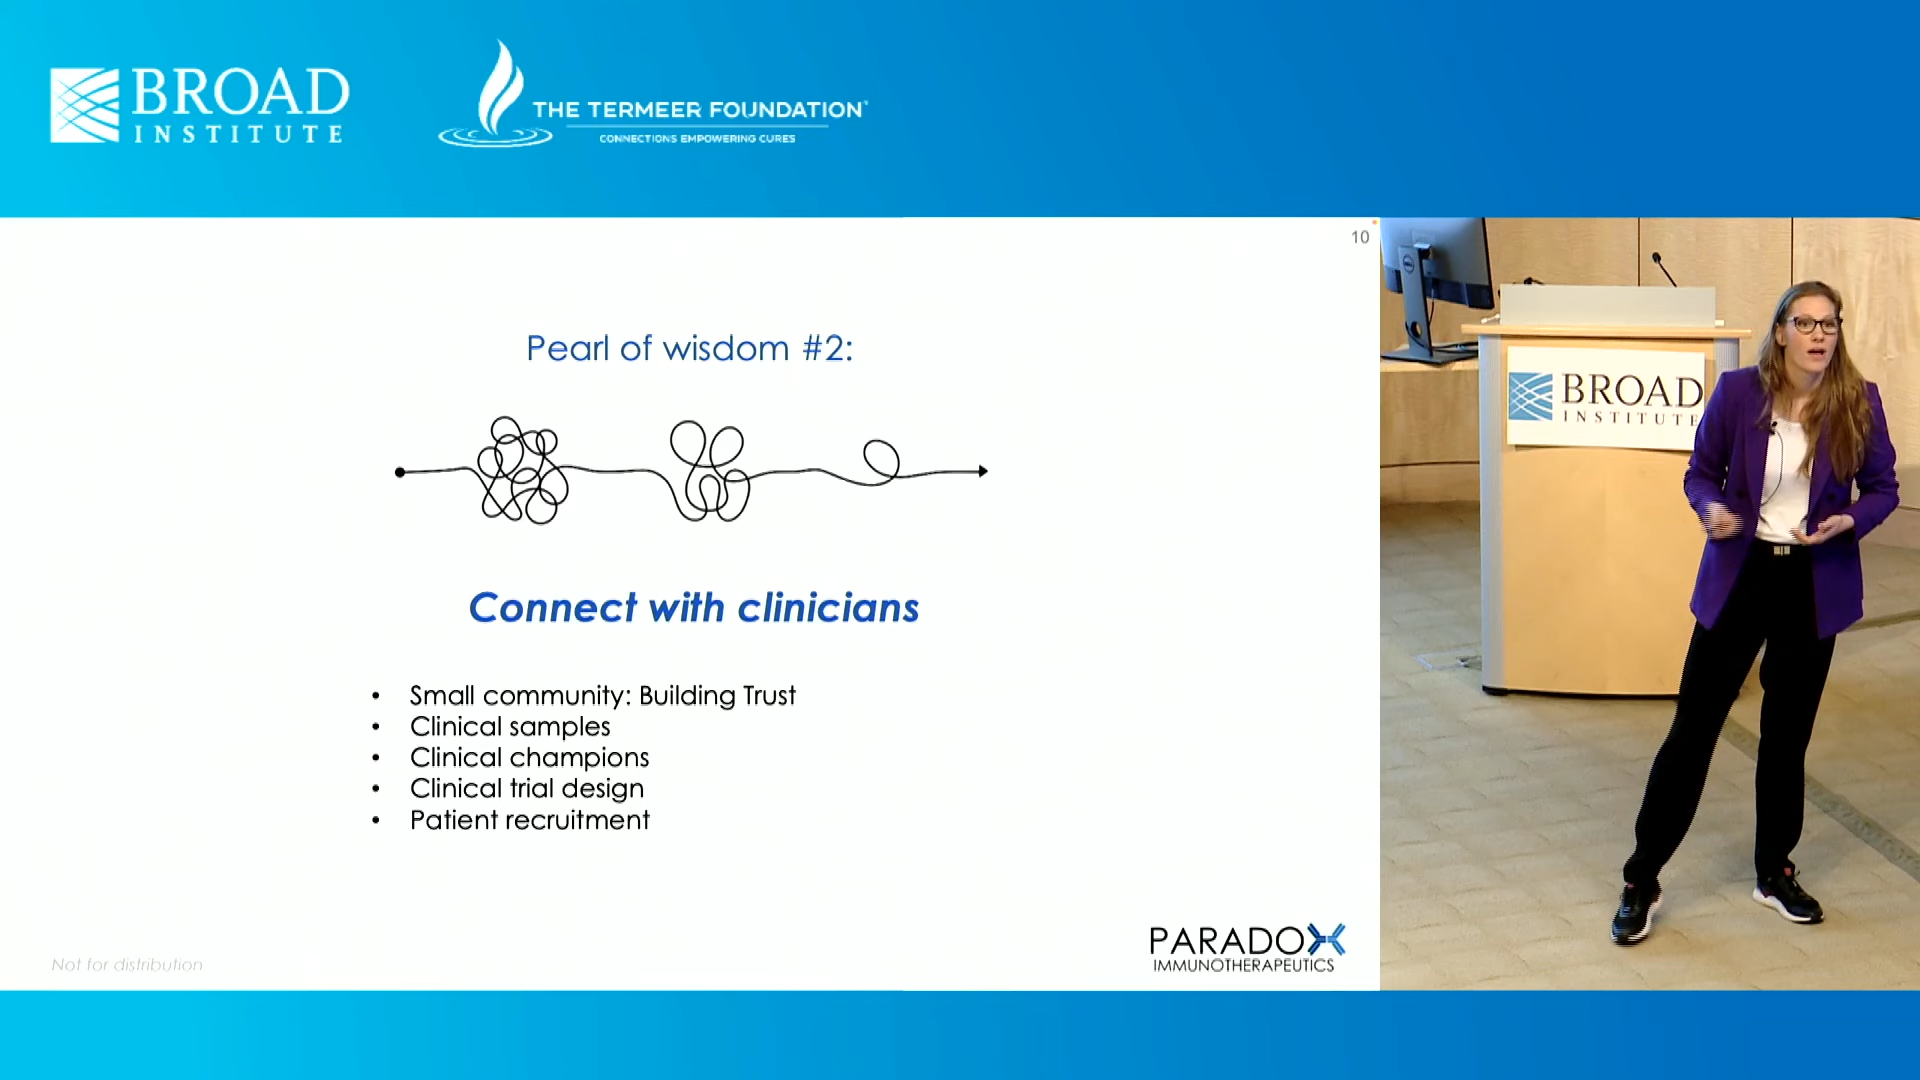 BROAD
INSTITUTE
THE TERMEER FOUNDATION
CONNECTIONS EMPOWERING CURES
10
Pearl of wisdom #2:
Connect with clinicians
• Small community: Building Trust
• Clinical samples
• Clinical champions
• Clinical trial design
• Patient recruitment
Not for distribution
PARADOX
IMMUNOTHERAPEUTICS
DELL
BROAD
INSTITUTE